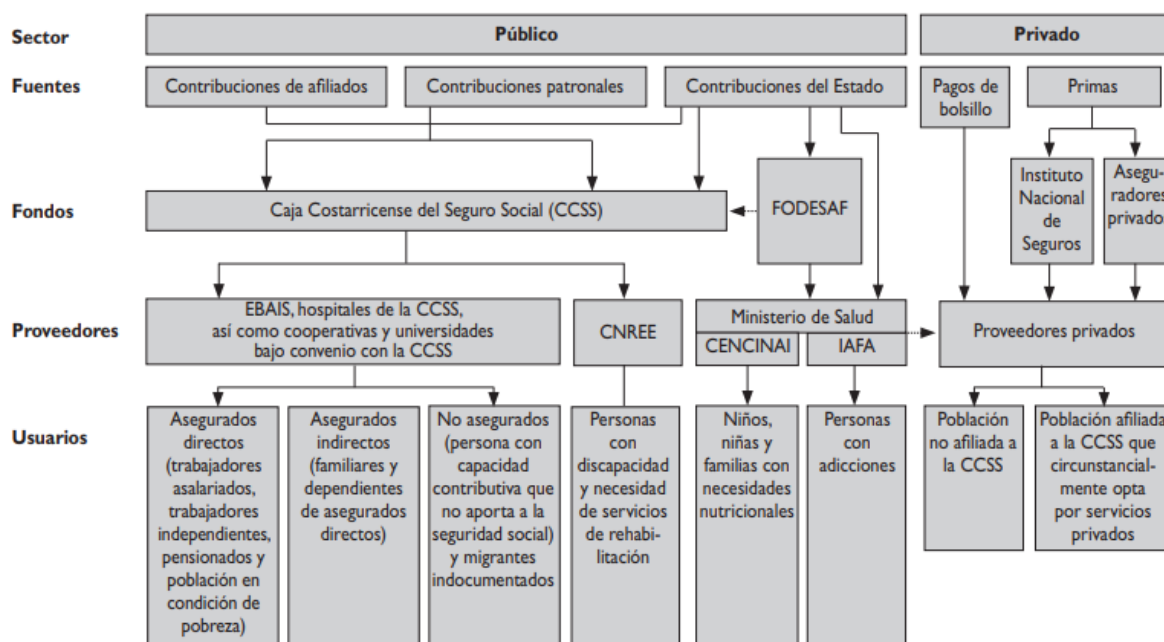 Sector
Público
Privado
Fuentes
Contribuciones de afiliados
Contribuciones patronales
Contribuciones del Estado
Pagos de
bolsillo
Primas
Fondos
Caja Costarricense del Seguro Social (CCSS)
FODESAF
Instituto
Nacional
de
Seguros
Asegu-
radores
privado
Proveedores
EBAIS, hospitales de la CCSS,
así como cooperativas y universidades
bajo convenio con la CCSS
CNREE
Ministerio de Salud
CENCINAI
IAFA
Proveedores privados
Usuarios
Asegurados
directos
(trabajadores
asalariados,
trabajadores
independientes,
pensionados y
población en
condición de
pobreza)
Asegurados
indirectos
(familiares y
dependientes
de asegurados
directos)
No asegurados
(persona con
capacidad
contributiva que
no aporta a la
seguridad social)
y migrantes
indocumentados
Personas
con
discapacidad
y necesidad
de servicios
de rehabi-
litación
Niños,
niñas y
familias con
necesidades
nutricionales
Personas
con
adicciones
Población
no afiliada a
la CCSS
Población afiliada
a la CCSS que
circunstancial-
mente opta
por servicios
privados